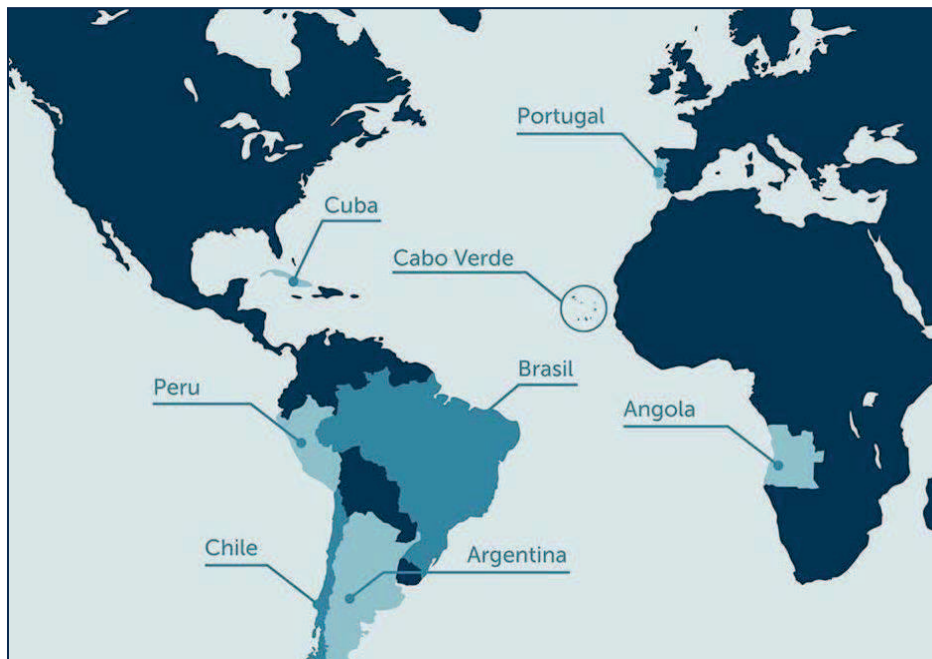 Portugal
Cuba
Cabo Verde
Brasil
Peru
Angola
Chile
Argentina